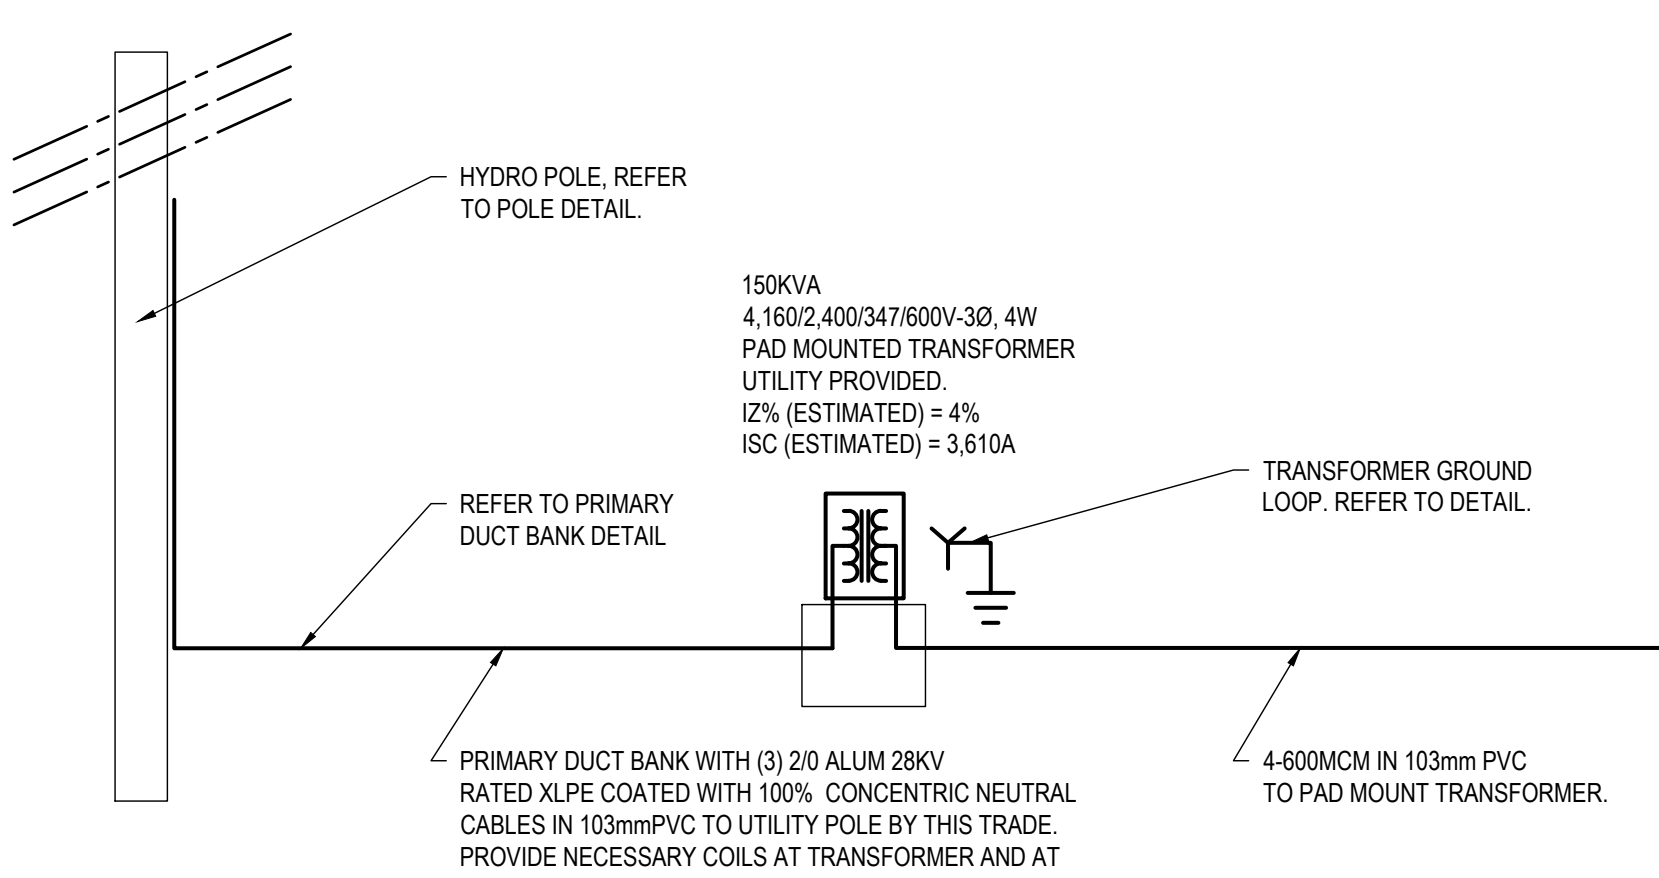 HYDRO POLE, REFER
TO POLE DETAIL.
150KVA
4,160/2,400/347/600V-3Ø, 4W
PAD MOUNTED TRANSFORMER
UTILITY PROVIDED.
IZ% (ESTIMATED) = 4%
ISC (ESTIMATED) = 3,610A
TRANSFORMER GROUND
LOOP. REFER TO DETAIL.
REFER TO PRIMARY
DUCT BANK DETAIL
PRIMARY DUCT BANK WITH (3) 2/0 ALUM 28KV
RATED XLPE COATED WITH 100% CONCENTRIC NEUTRAL
CABLES IN 103mmPVC TO UTILITY POLE BY THIS TRADE.
PROVIDE NECESSARY COILS AT TRANSFORMER AND AT
4-600MCM IN 103mm PVC
TO PAD MOUNT TRANSFORMER.